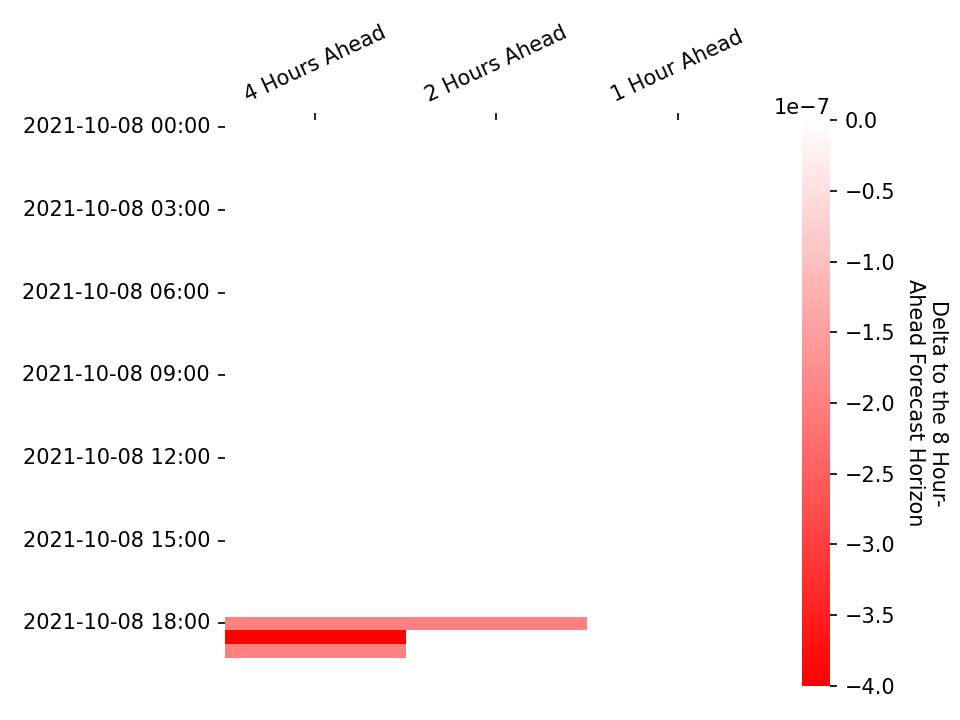 4 Hours Ahead
2 Hours Ahead
1 Hour Ahead
2021-10-08 00:00
2021-10-08 03:00
2021-10-08 06:00
2021-10-08 09:00
2021-10-08 12:00
2021-10-08 15:00
2021-10-08 18:00
1e−7
0.0
−0.5
−1.0
−1.5
−2.0
−2.5
−3.0
−3.5
−4.0
Delta to the 8 Hour-
Ahead Forecast Horizon